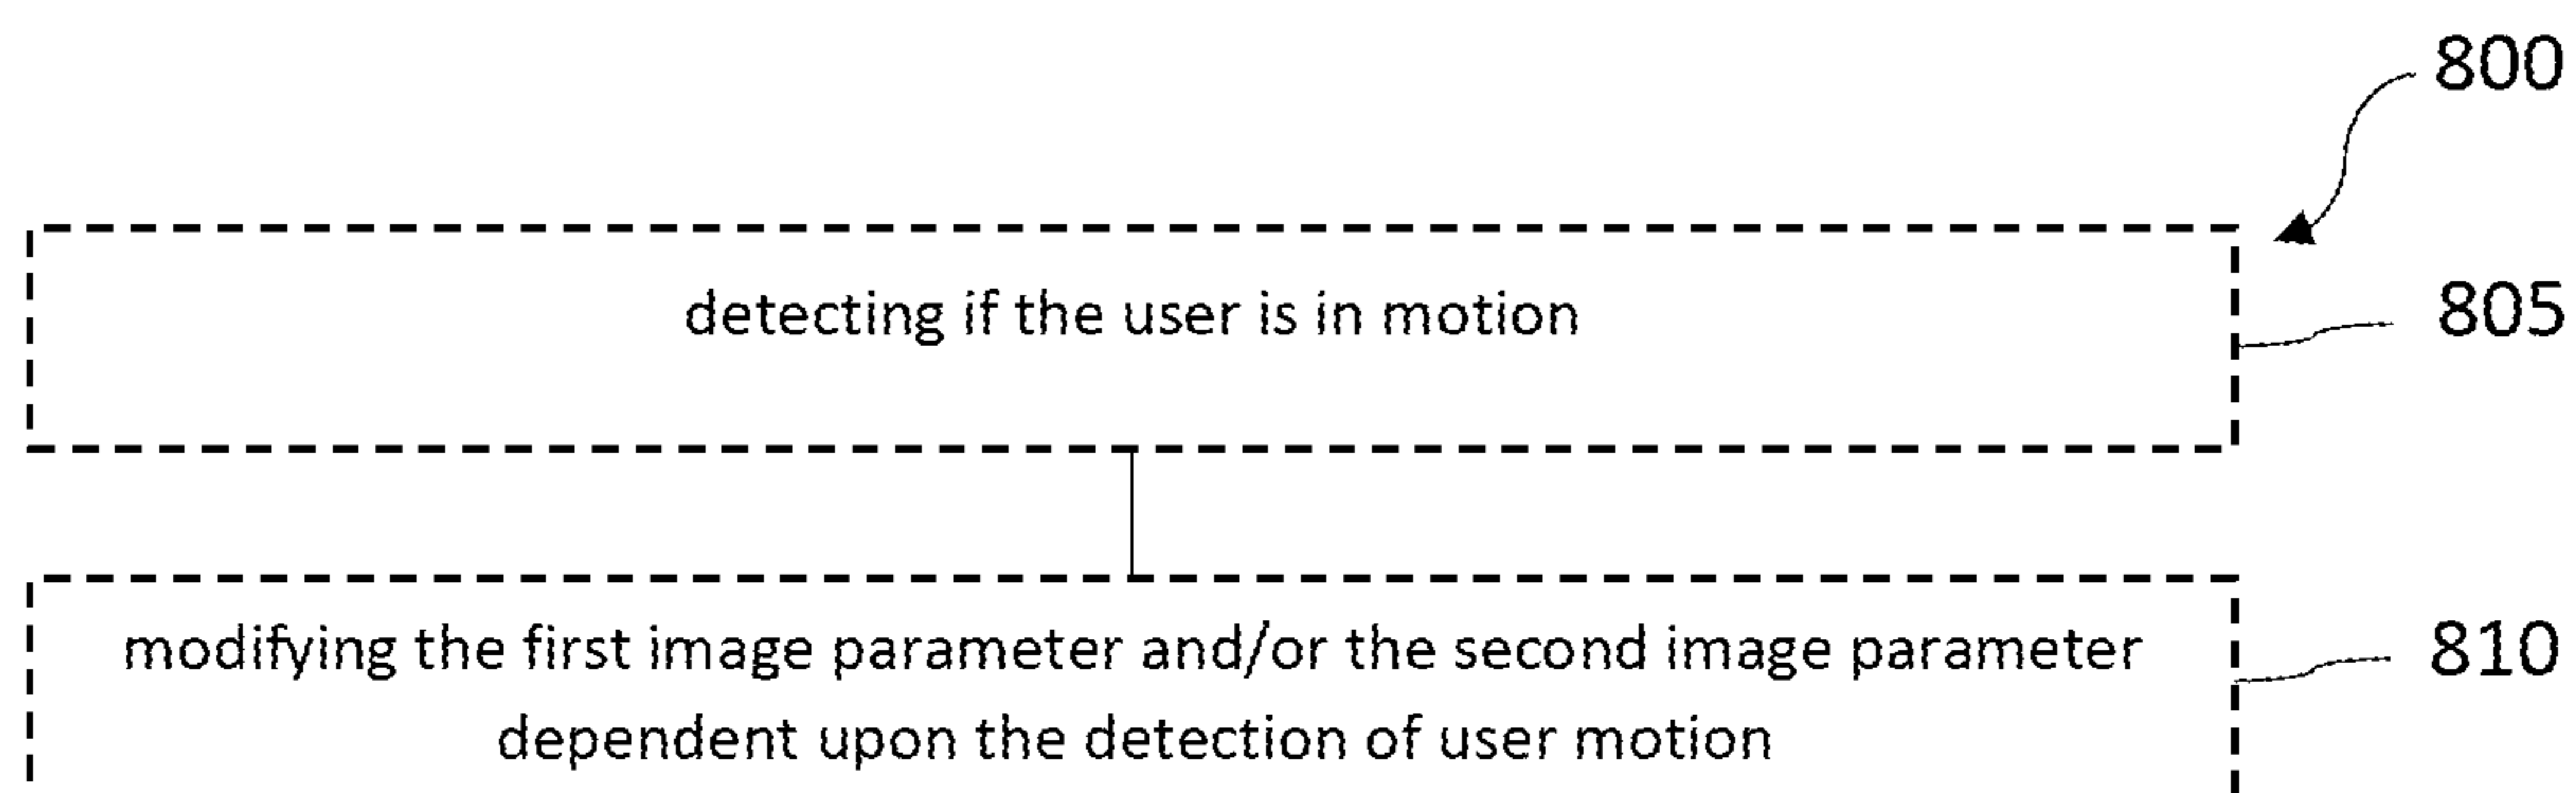 800
detecting if the user is in motion
805
modifying the first image parameter and/or the second image parameter
810
dependent upon the detection of user motion